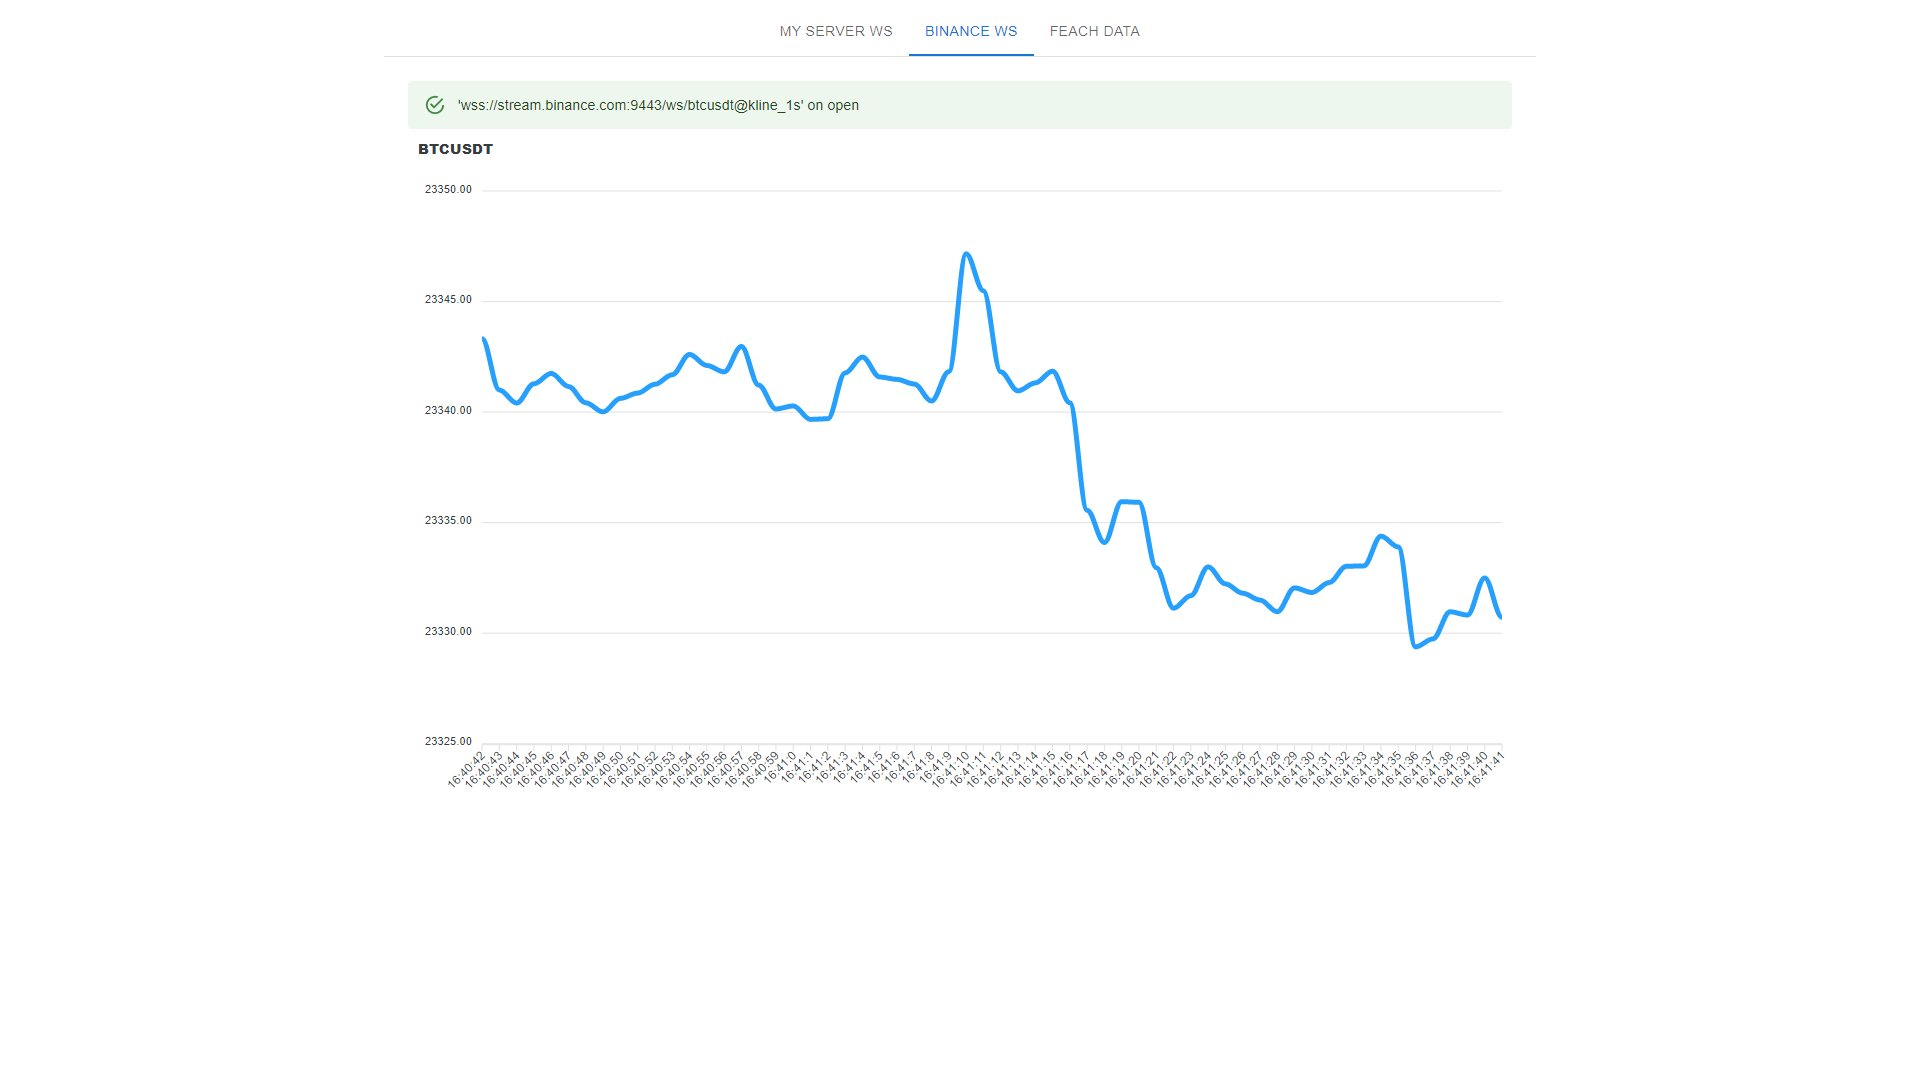 MY SERVER WS BINANCE WS FEACH DATA
'wss://stream.binance.com:9443/ws/btcusdt@kline_1s' on open
BTCUSDT
23350.00
23345.00
23340.00
23335.00
23330.00
23325.00
16:40:42 16:40:43 16:40:44 16:40:45 16:40:46 16:40:47 16:40:48 16:40:49 16:40:50 16:40:51 16:40:52 16:40:53 16:40:54 16:40:55 16:40:56 16:40:57 16:40:58 16:40:59 16:41:0 16:41:1 16:41:2 16:41:3 16:41:4 16:41:5 16:41:6 16:41:7 16:41:8 16:41:9 16:41:10 16:41:11 16:41:12 16:41:13 16:41:14 16:41:15 16:41:16 16:41:17 16:41:18 16:41:19 16:41:20 16:41:21 16:41:22 16:41:23 16:41:24 16:41:25 16:41:26 16:41:27 16:41:28 16:41:29 16:41:30 16:41:31 16:41:32 16:41:33 16:41:34 16:41:35 16:41:36 16:41:37 16:41:38 16:41:39 16:41:40 16:41:41